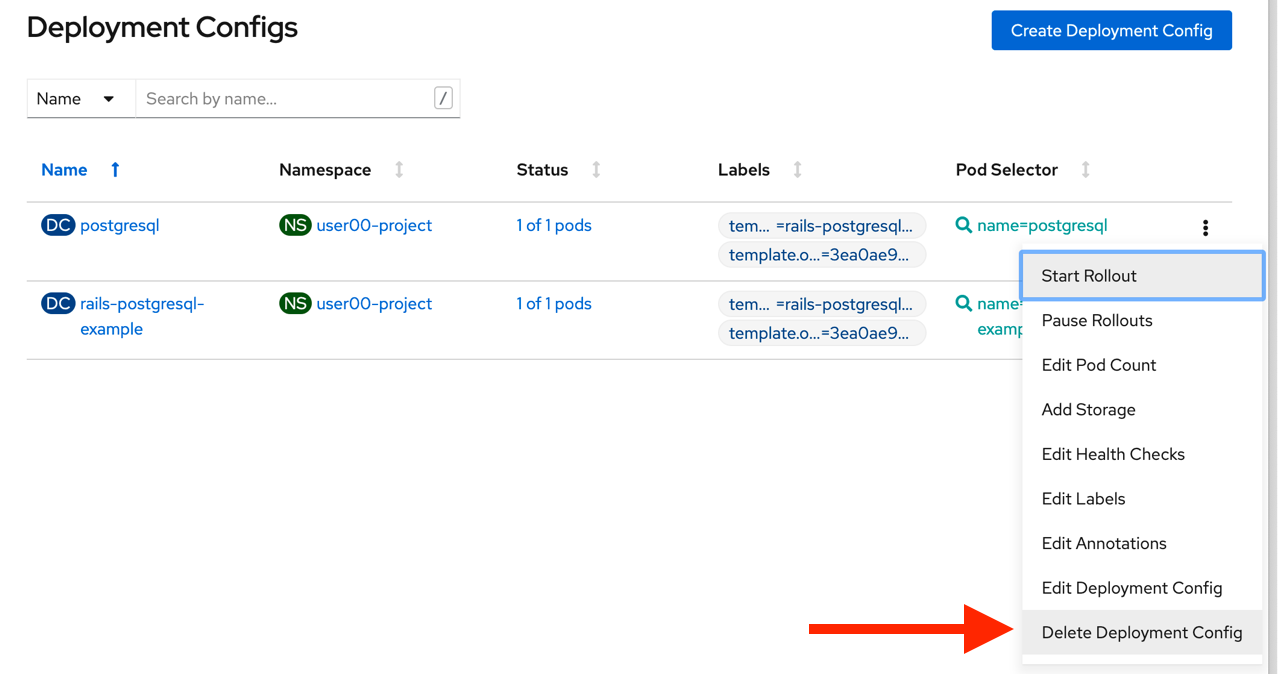 Deployment Configs
Create Deployment Config
Name
Search by name...
/
Name Namespace Status Labels Pod Selector
DC postgresql NS user00-project 1 of 1 pods tem... =rails-postgresql... name=postgresql
template.o...=3ea0ae9...
DC rails-postgresql- NS user00-project 1 of 1 pods tem... =rails-postgresql... name=
example template.o...=3ea0ae9... examp
Start Rollout
Pause Rollouts
Edit Pod Count
Add Storage
Edit Health Checks
Edit Labels
Edit Annotations
Edit Deployment Config
Delete Deployment Config